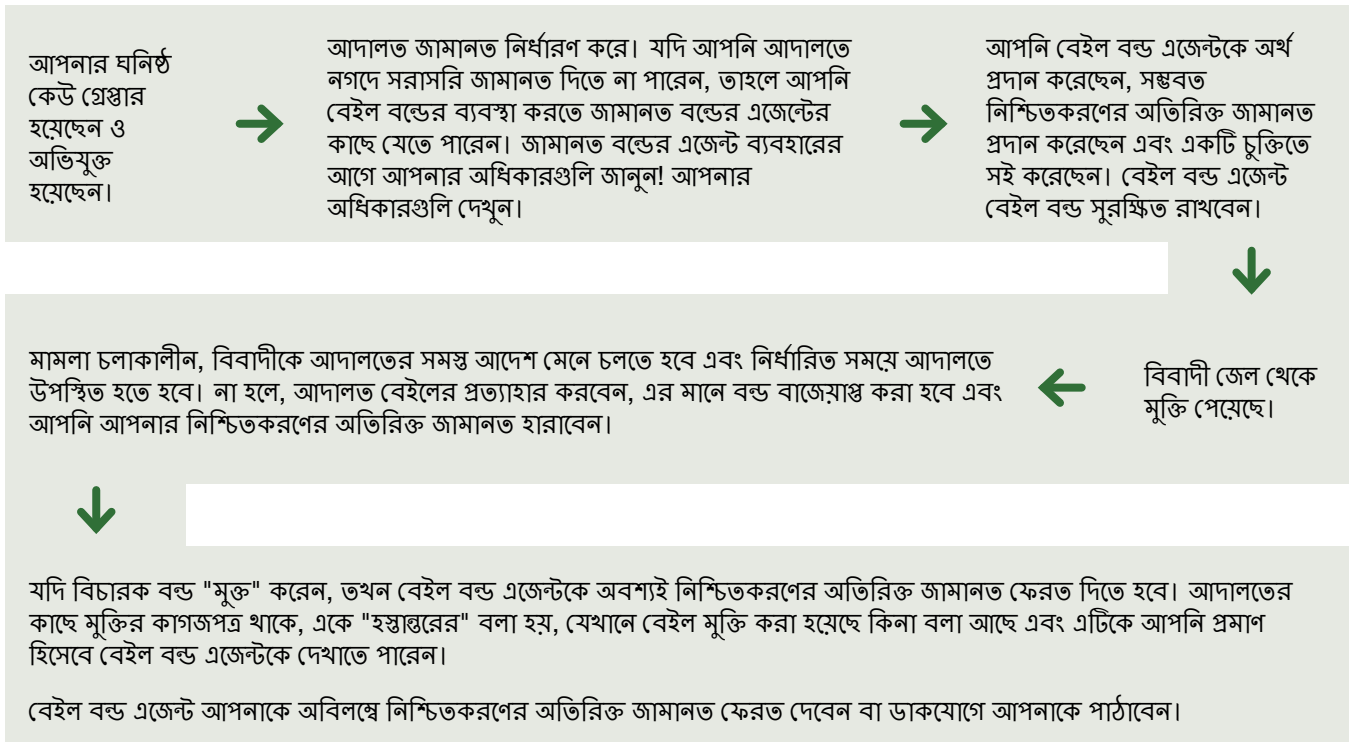 আপনার ঘনিষ্ঠ
কেউ গ্রেপ্তার
হয়েছেন ও
অভিযুক্ত
হয়েছেন।
আদালত জামানত নির্ধারণ করে। যদি আপনি আদালতে
নগদে সরাসরি জামানত দিতে না পারেন, তাহলে আপনি
বেইল বন্ডের ব্যবস্থা করতে জামানত বন্ডের এজেন্টের
কাছে যেতে পারেন। জামানত বন্ডের এজেন্ট ব্যবহারের
আগে আপনার অধিকারগুলি জানুন! আপনার
অধিকারগুলি দেখুন।
আপনি বেইল বন্ড এজেন্টকে অর্থ
প্রদান করেছেন, সম্ভবত
নিশ্চিতকরণের অতিরিক্ত জামানত
প্রদান করেছেন এবং একটি চুক্তিতে
সই করেছেন। বেইল বন্ড এজেন্ট
বেইল বন্ড সুরক্ষিত রাখবেন।
বিবাদী জেল থেকে
মুক্তি পেয়েছে।
মামলা চলাকালীন, বিবাদীকে আদালতের সমস্ত আদেশ মেনে চলতে হবে এবং নির্ধারিত সময়ে আদালতে
উপস্থিত হতে হবে। না হলে, আদালত বেইলের প্রত্যাহার করবেন, এর মানে বন্ড বাজেয়াপ্ত করা হবে এবং
আপনি আপনার নিশ্চিতকরণের অতিরিক্ত জামানত হারাবেন।
যদি বিচারক বন্ড "মুক্ত" করেন, তখন বেইল বন্ড এজেন্টকে অবশ্যই নিশ্চিতকরণের অতিরিক্ত জামানত ফেরত দিতে হবে। আদালতের
কাছে মুক্তির কাগজপত্র থাকে, একে "হস্তান্তরের" বলা হয়, যেখানে বেইল মুক্তি করা হয়েছে কিনা বলা আছে এবং এটিকে আপনি প্রমাণ
হিসেবে বেইল বন্ড এজেন্টকে দেখাতে পারেন।
বেইল বন্ড এজেন্ট আপনাকে অবিলম্বে নিশ্চিতকরণের অতিরিক্ত জামানত ফেরত দেবেন বা ডাকযোগে আপনাকে পাঠাবেন।